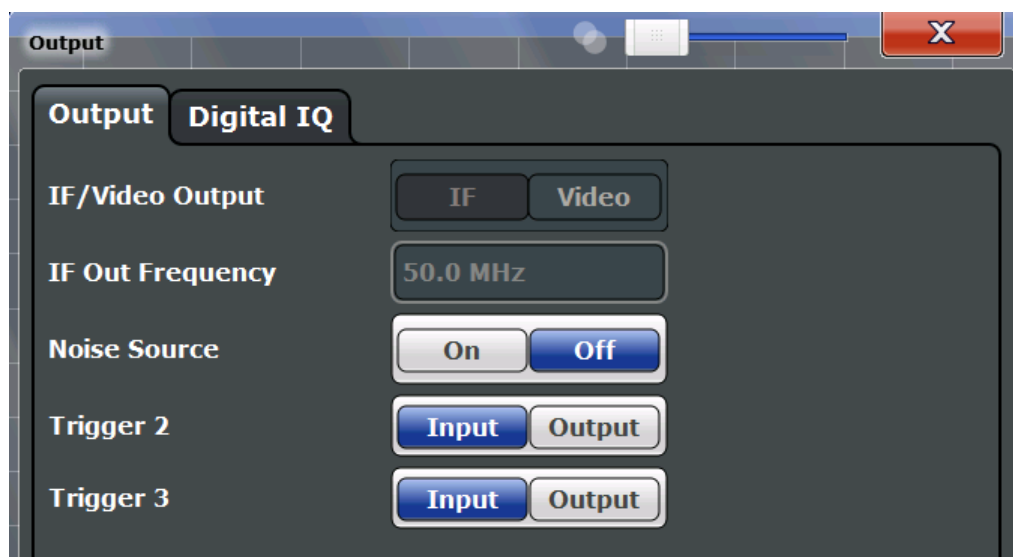 Output
X
Output Digital IQ
IF/Video Output IF Video
IF Out Frequency 50.0 MHz
Noise Source On Off
Trigger 2 Input Output
Trigger 3 Input Output